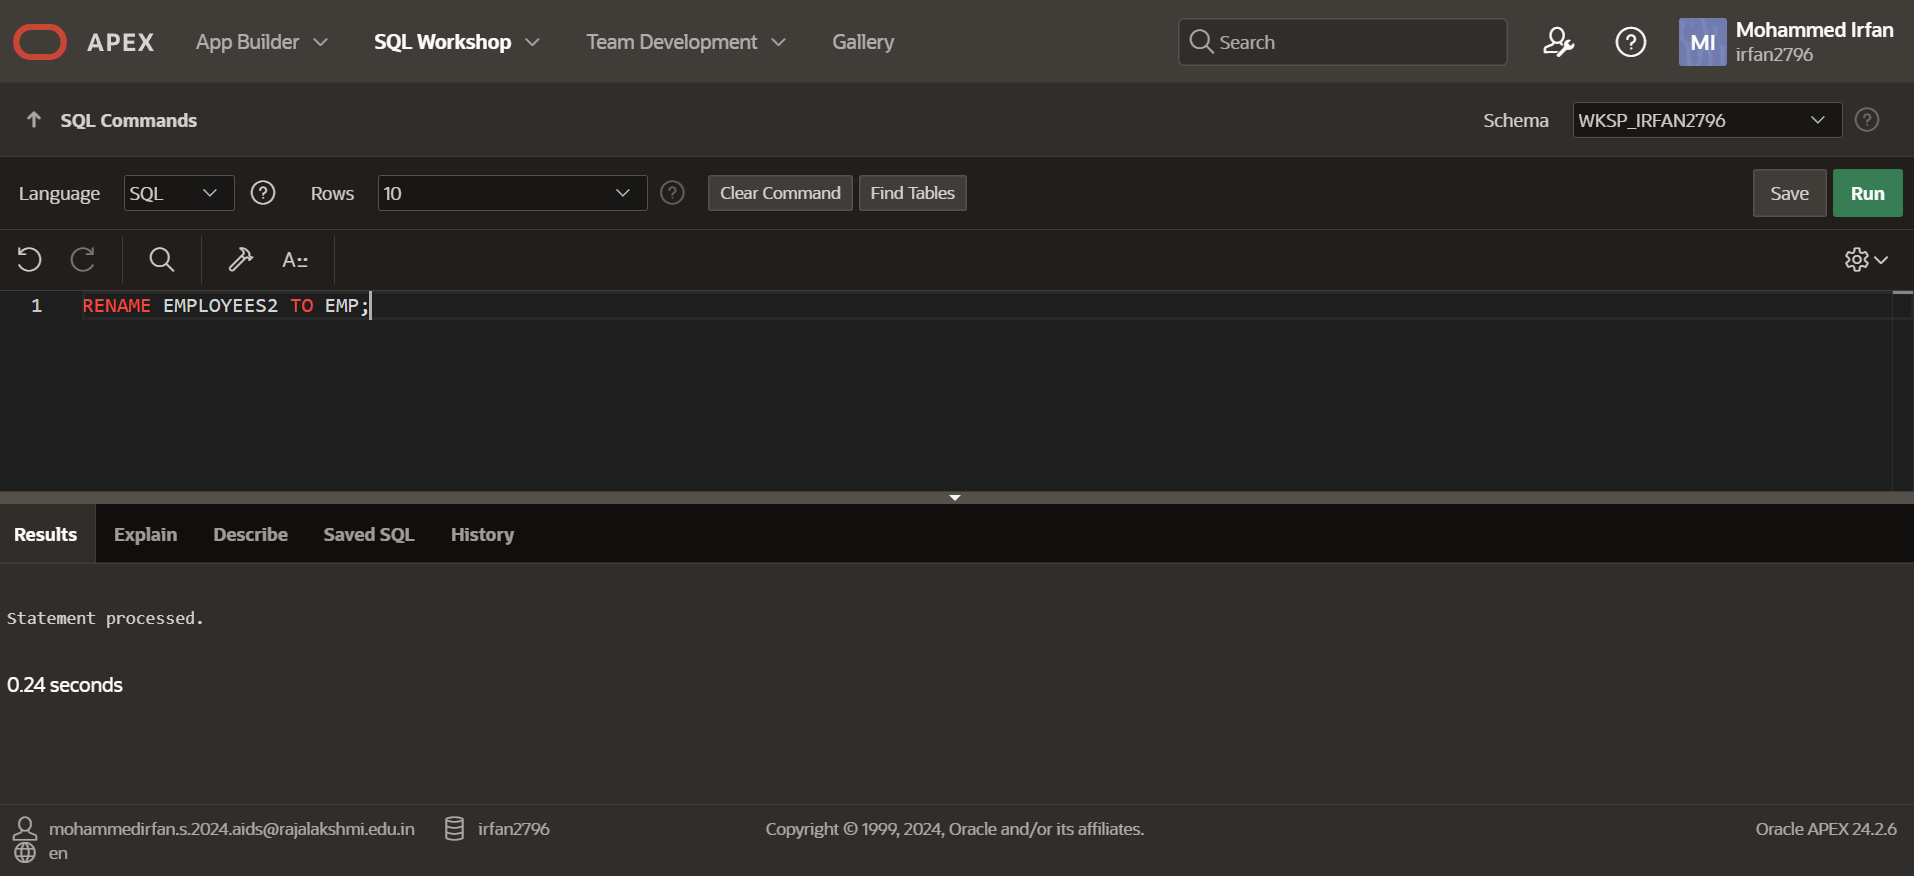 APEX App Builder SQL Workshop Team Development Gallery Search MI Mohammed Irfan
irfan2796
SQL Commands Schema WKSP_IRFAN2796
Language SQL Rows 10 Clear Command Find Tables Save Run
A::
1 RENAME EMPLOYEES2 TO EMP;
Results Explain Describe Saved SQL History
Statement processed.
0.24 seconds
mohammedirfan.s.2024.aids@rajalakshmi.edu.in irfan2796 Copyright © 1999, 2024, Oracle and/or its affiliates. Oracle APEX 24.2.6
en